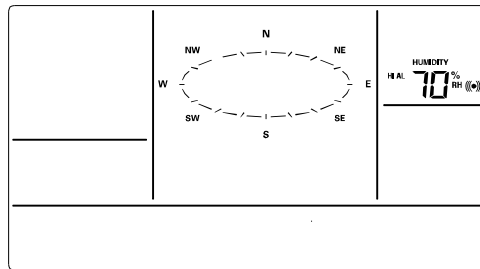 N
NW NE
W E
SW SE
S
HUMIDITY
HI AL 70 %
RH